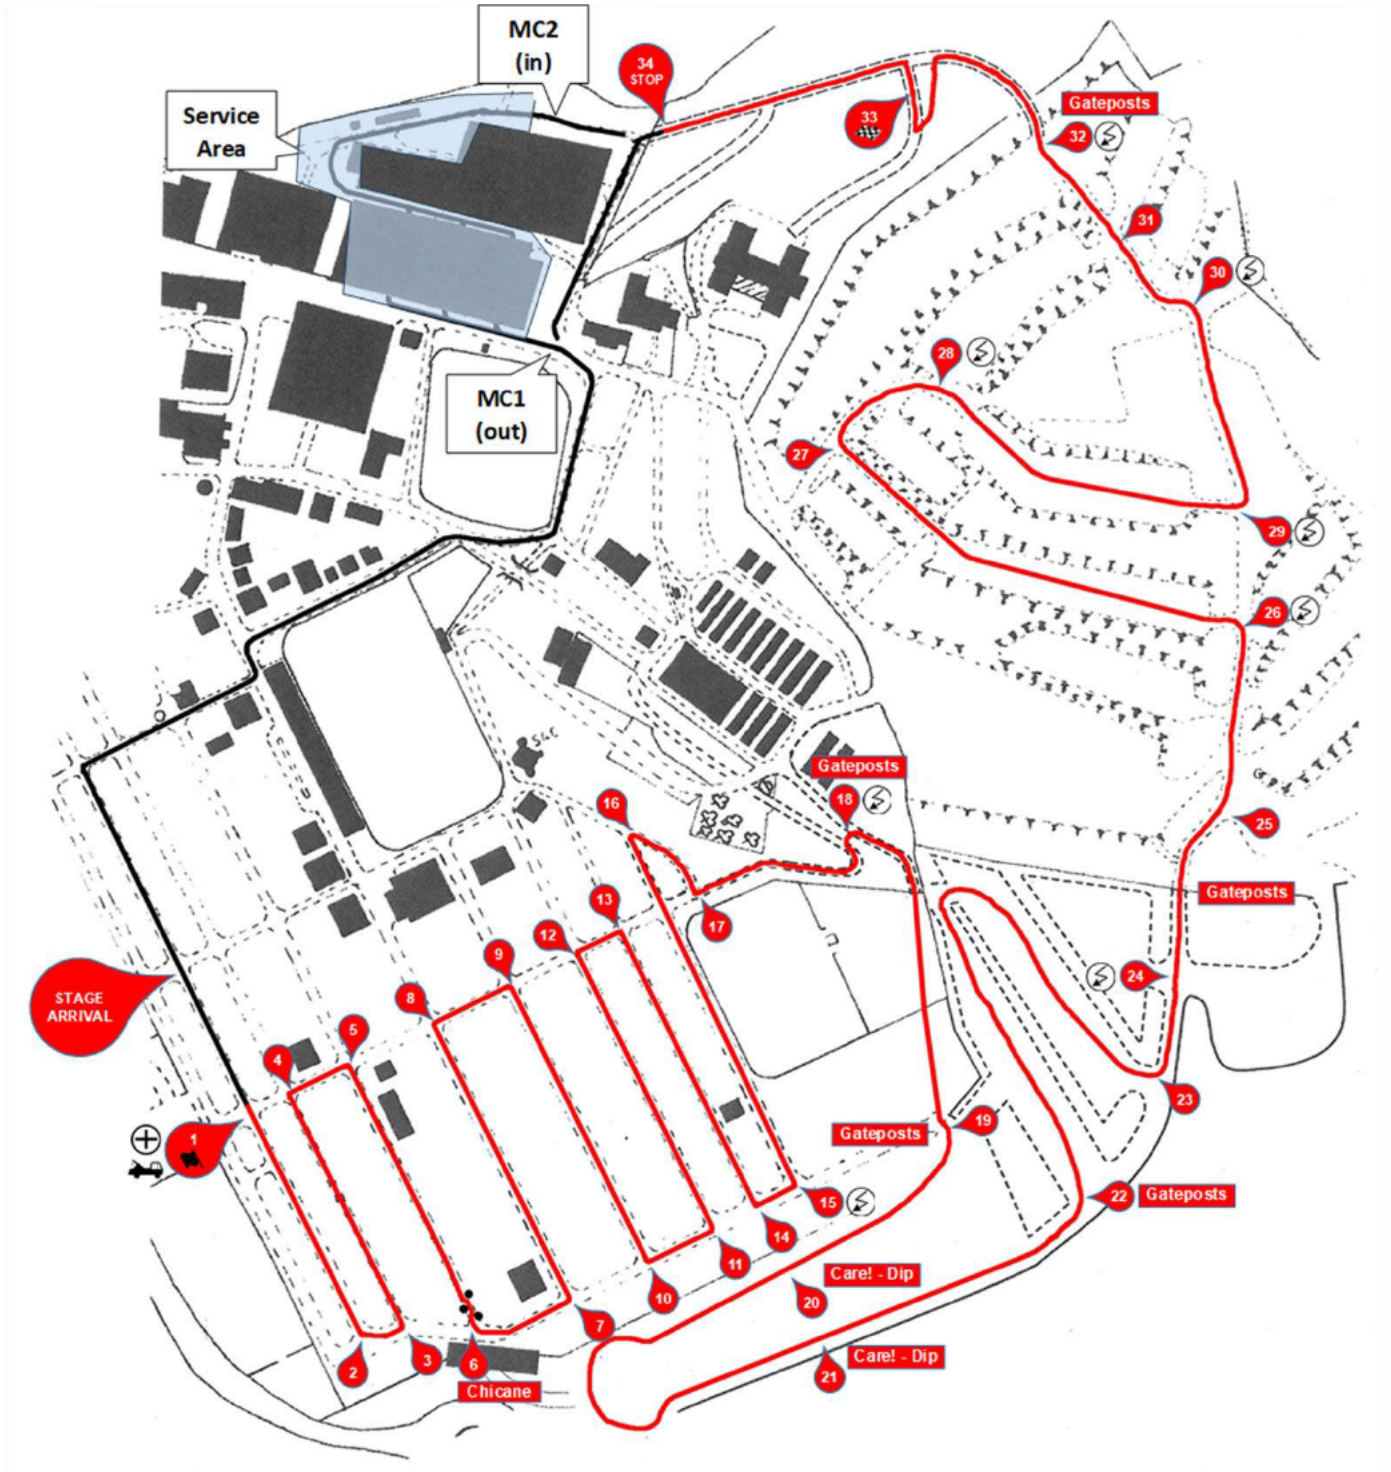 MC2
(in)
34
STOP
Service
Area
33
Gateposts
32
31
30
28
MC1
(out)
27
29
26
S&C
Gateposts
16
18
25
13
17
Gateposts
12
9
24
8
STAGE
ARRIVAL
5
4
23
1
19
Gateposts
22
Gateposts
15
14
11
Care! - Dip
20
10
7
2
3
6
Care! - Dip
21
Chicane